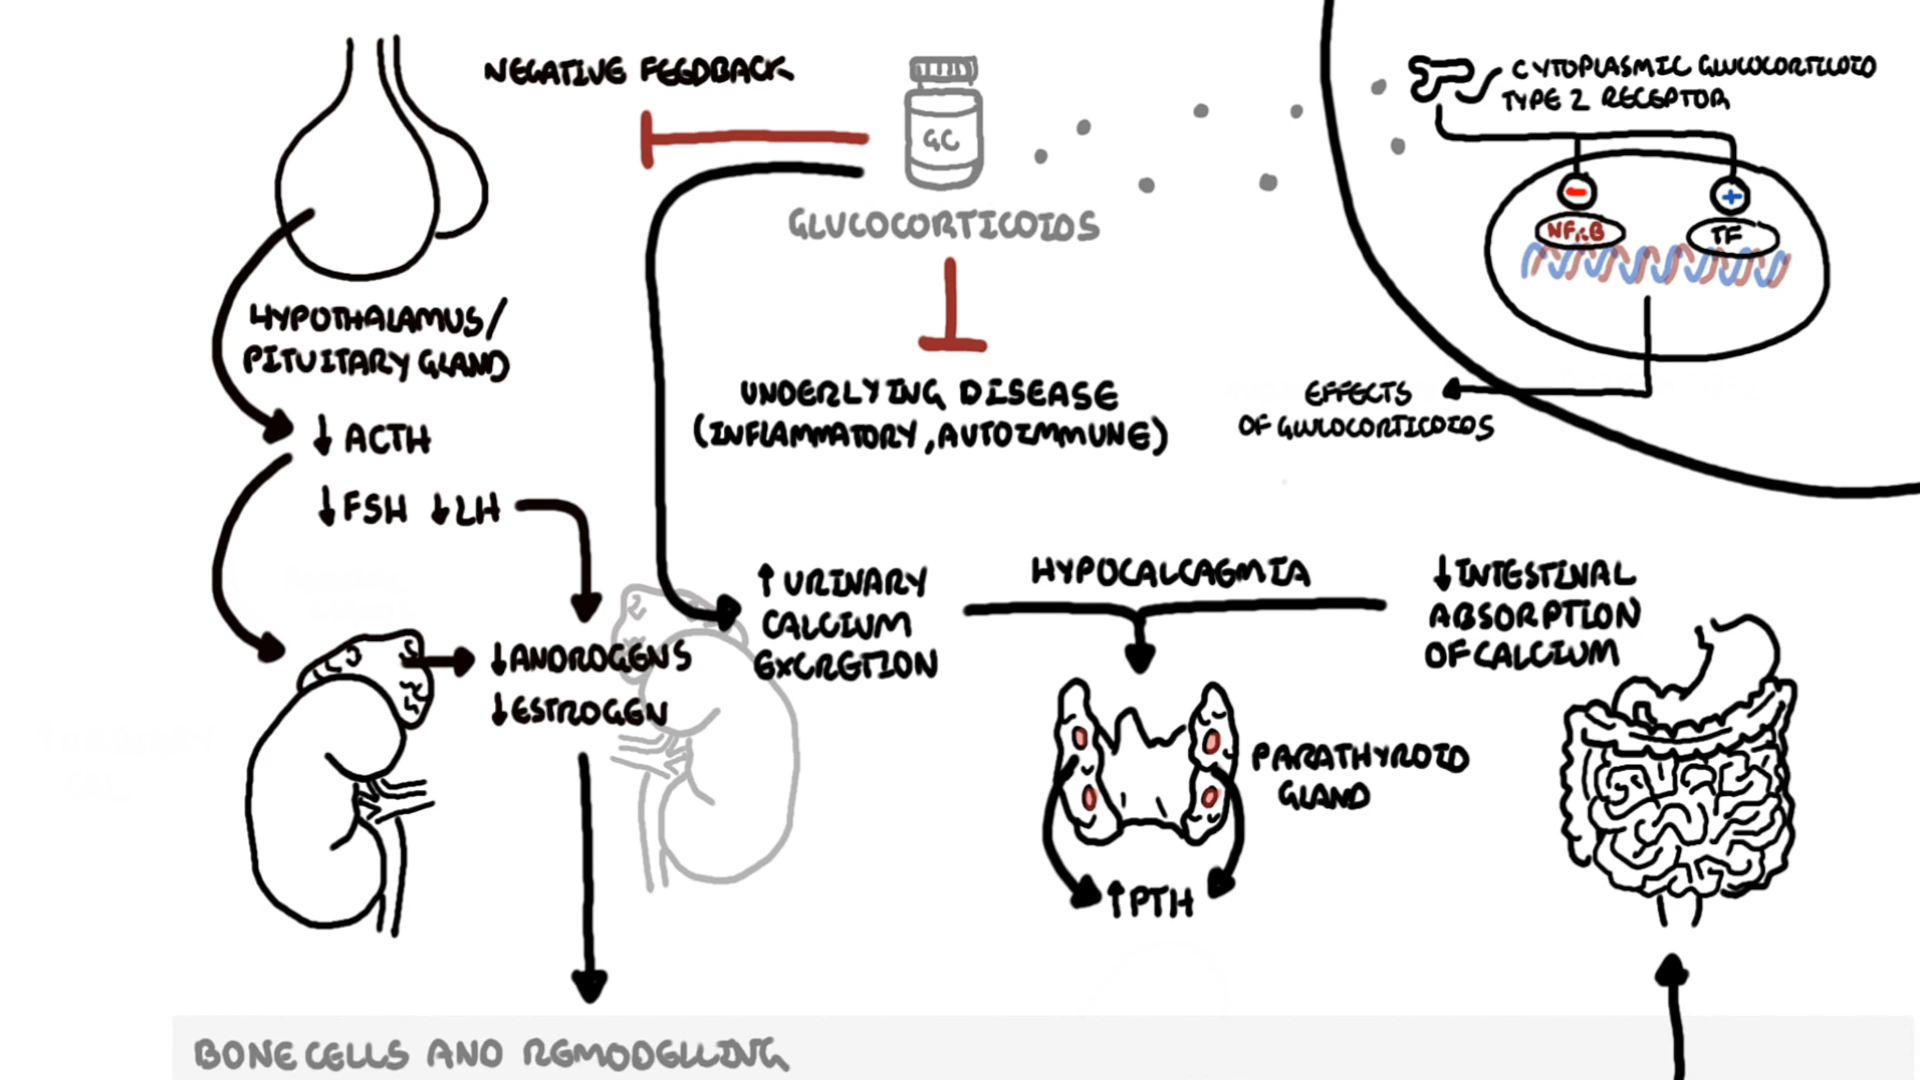 NEGATIVE FEEDBACK
GC
GLUCOCORTICOIDS
CYTOPLASMIC GLUCOCORTICOID
TYPE 2 RECEPTOR
-
+
NFκB
TF
HYPOTHALAMUS/
PITUITARY GLAND
UNDERLYING DISEASE
(INFLAMMATORY, AUTOIMMUNE)
EFFECTS
OF GLUCOCORTICOIDS
↓ ACTH
↓ FSH ↓ LH
↑ URINARY
CALCIUM
EXCRETION
HYPOCALCAEMIA
↓ INTESTINAL
ABSORPTION
OF CALCIUM
↓ ANDROGENS
↓ ESTROGEN
PARATHYROID
GLAND
↑ PTH
BONE CELLS AND REMODELLING